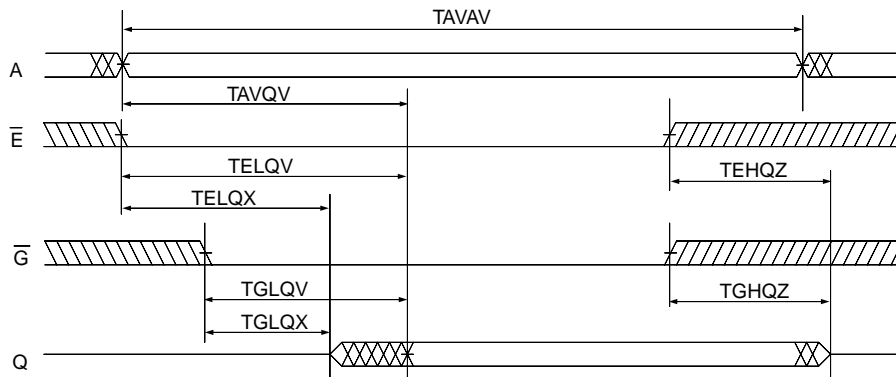 TAVAV
A
TAVQV
E̅
TELQV
TEHQZ
TELQX
G̅
TGLQV
TGHQZ
TGLQX
Q